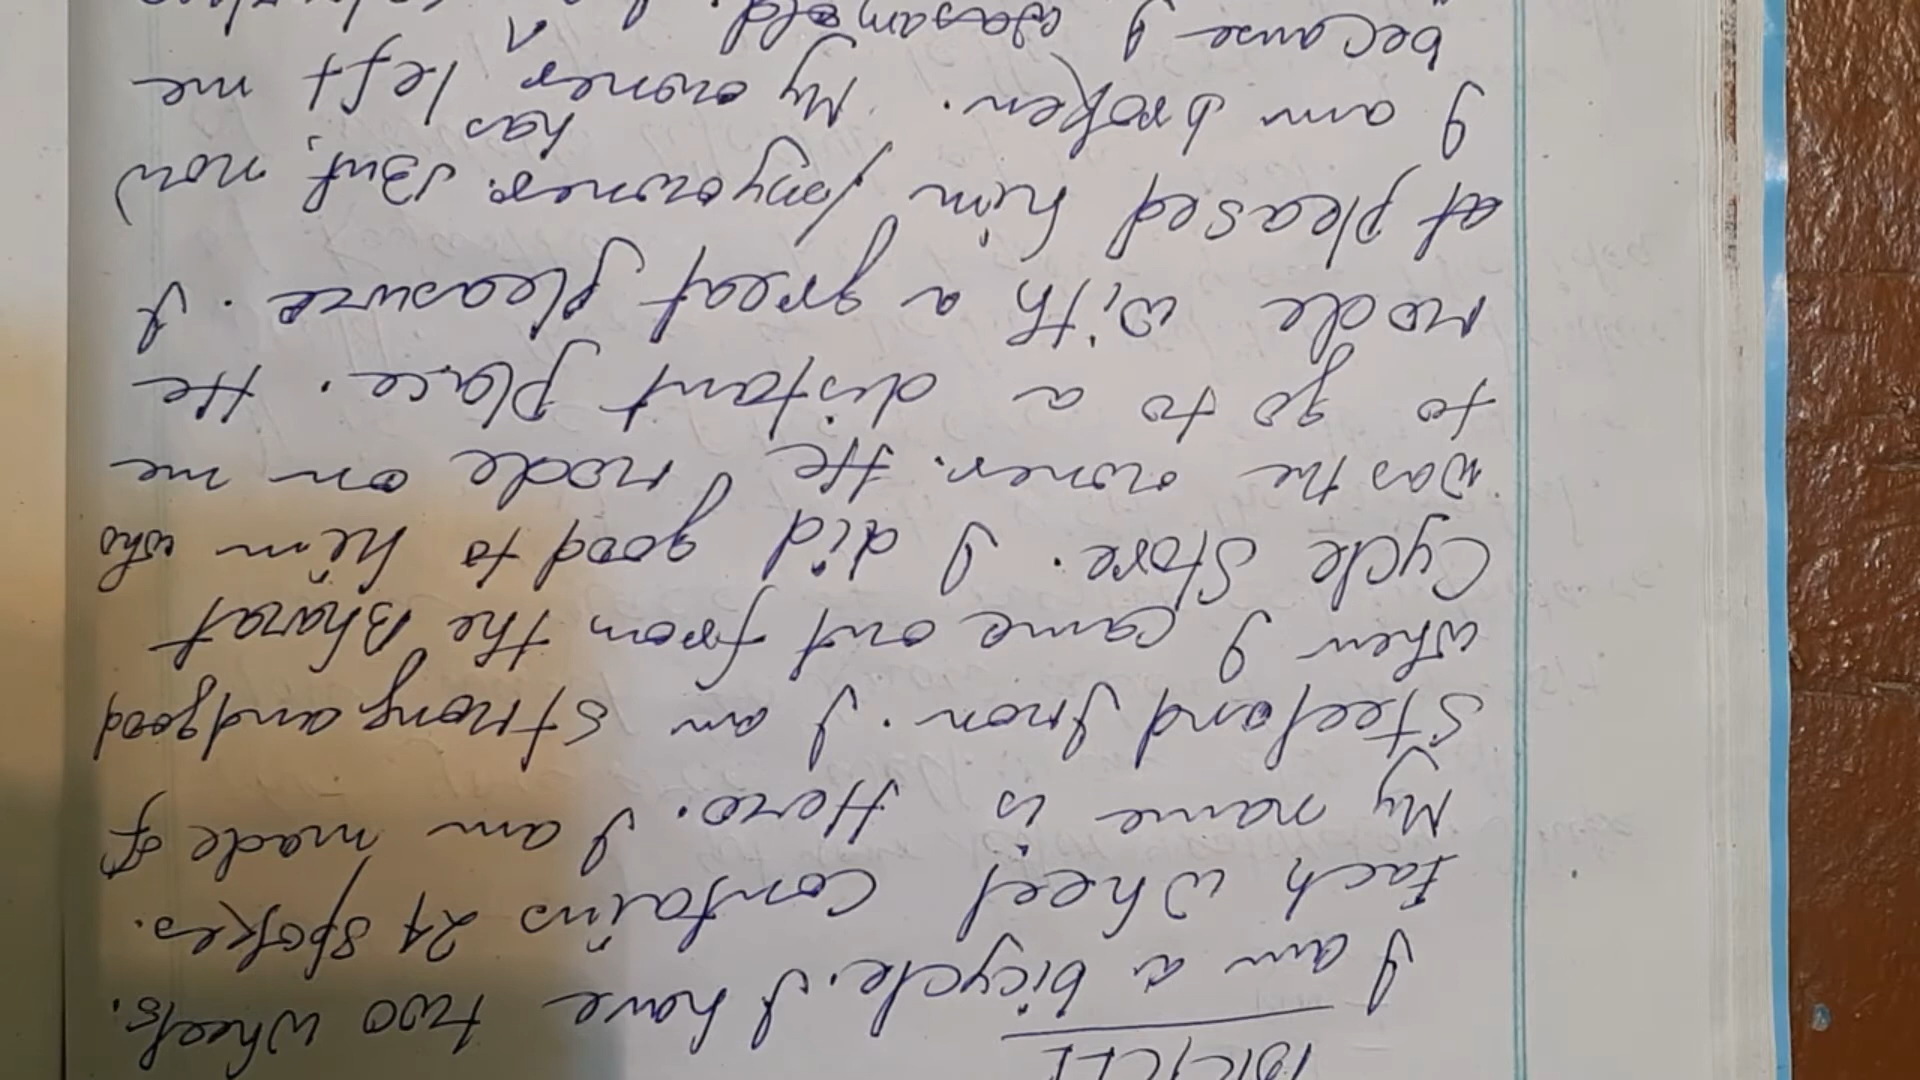 BICYCLE
I am a bicycle. I have two wheels.
Each wheel contains 24 spokes.
My name is Hero. I am made of
Steel and Iron. I am strong and good
when I came out from the Bharat
Cycle Store. I did good to him who
was the owner. He rode on me
to go to a distant place. He
rode with a great pleasure. I
at pleased him / my owner. But, now
I am broken. My owner has left me
because I am old.